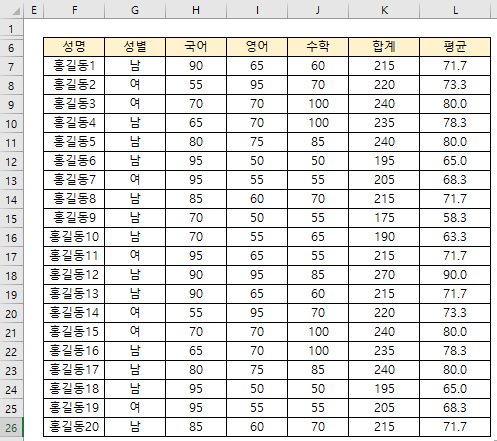 E F G H I J K L
1
6 성명 성별 국어 영어 수학 합계 평균
7 홍길동1 남 90 65 60 215 71.7
8 홍길동2 여 55 95 70 220 73.3
9 홍길동3 여 70 70 100 240 80.0
10 홍길동4 남 65 70 100 235 78.3
11 홍길동5 남 80 75 85 240 80.0
12 홍길동6 남 95 50 50 195 65.0
13 홍길동7 여 95 55 55 205 68.3
14 홍길동8 남 85 60 70 215 71.7
15 홍길동9 남 70 50 55 175 58.3
16 홍길동10 남 70 55 65 190 63.3
17 홍길동11 여 95 65 55 215 71.7
18 홍길동12 남 90 95 85 270 90.0
19 홍길동13 남 90 65 60 215 71.7
20 홍길동14 여 55 95 70 220 73.3
21 홍길동15 여 70 70 100 240 80.0
22 홍길동16 남 65 70 100 235 78.3
23 홍길동17 남 80 75 85 240 80.0
24 홍길동18 남 95 50 50 195 65.0
25 홍길동19 여 95 55 55 205 68.3
26 홍길동20 남 85 60 70 215 71.7